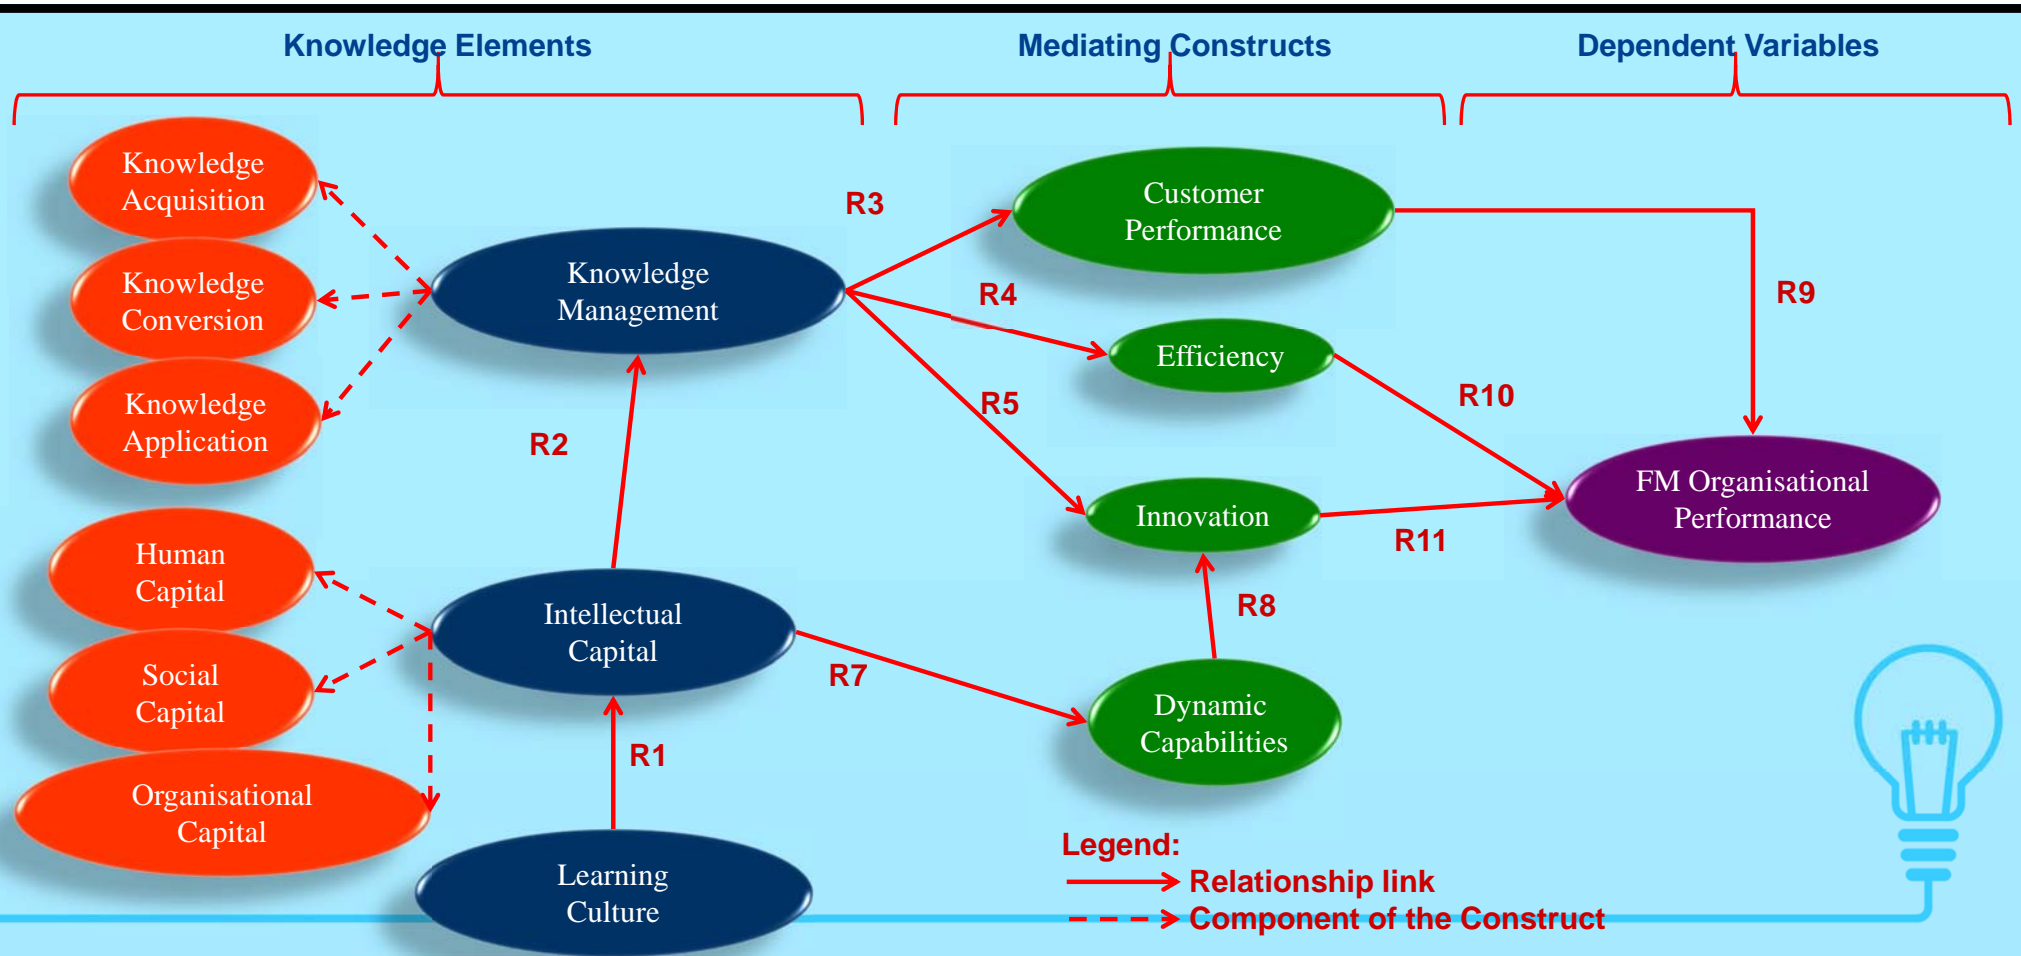 Knowledge Elements
Mediating Constructs
Dependent Variables
Knowledge
Acquisition
Knowledge
Conversion
Knowledge
Application
Human
Capital
Social
Capital
Organisational
Capital
Knowledge
Management
Intellectual
Capital
Learning
Culture
R1
R2
R3
R4
R5
R7
Customer
Performance
Efficiency
Innovation
R8
Dynamic
Capabilities
R9
R10
R11
FM Organisational
Performance
Legend:
Relationship link
Component of the Construct